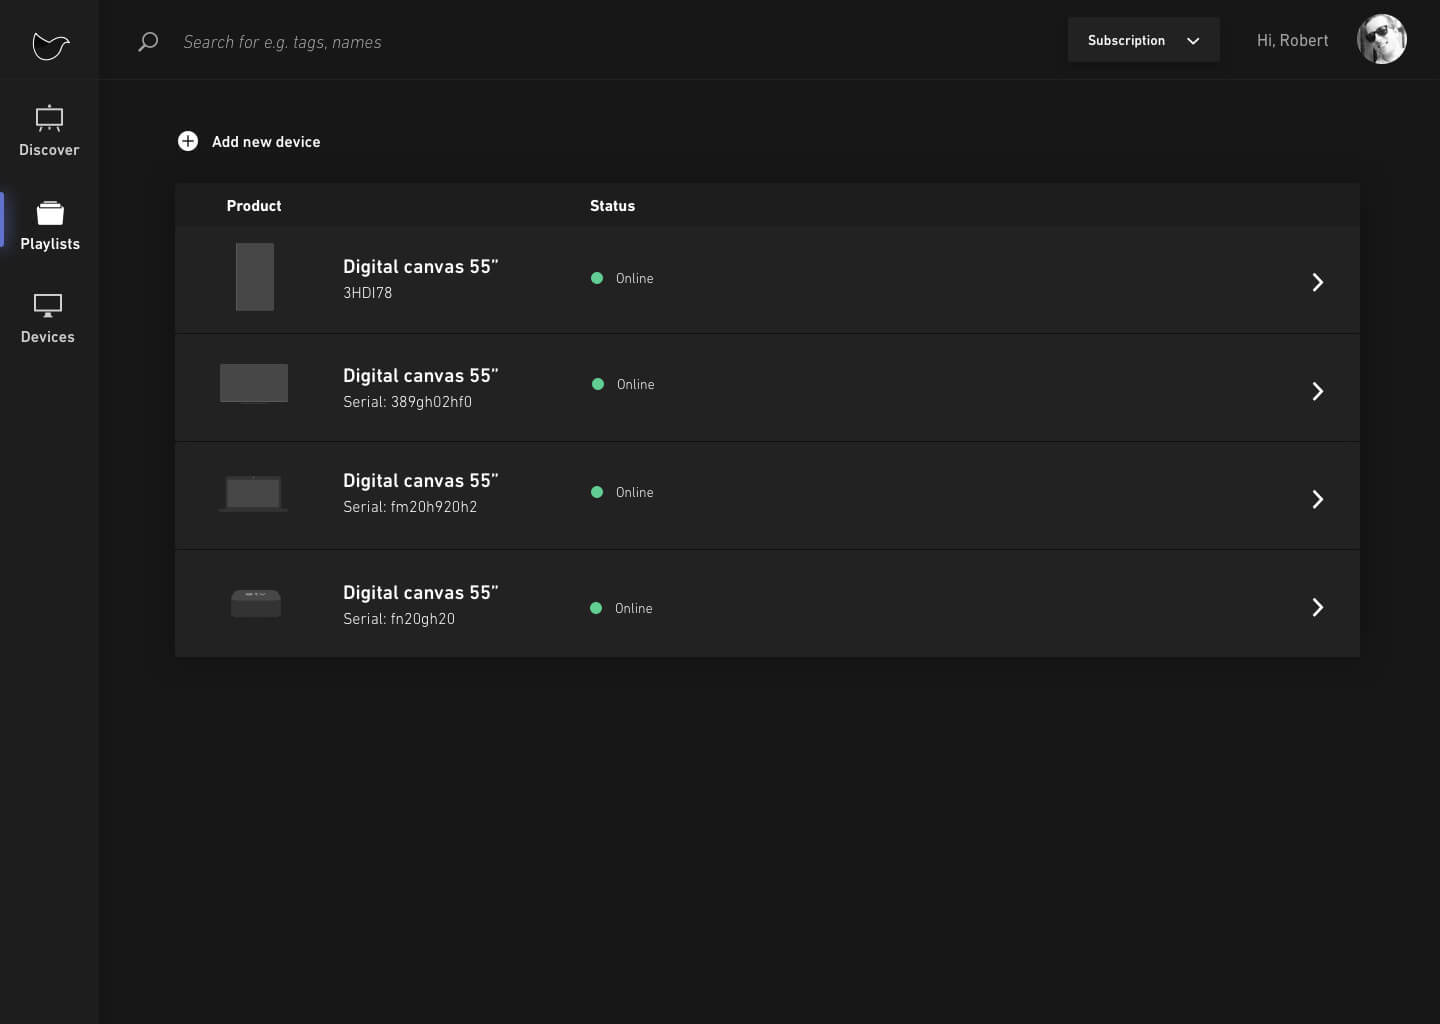 Search for e.g. tags, names
Subscription
Hi, Robert
Discover
Playlists
Devices
Add new device
Product Status
Digital canvas 55”
3HDI78
Online
Digital canvas 55”
Serial: 389gh02hf0
Online
Digital canvas 55”
Serial: fm20h920h2
Online
Digital canvas 55”
Serial: fn20gh20
Online